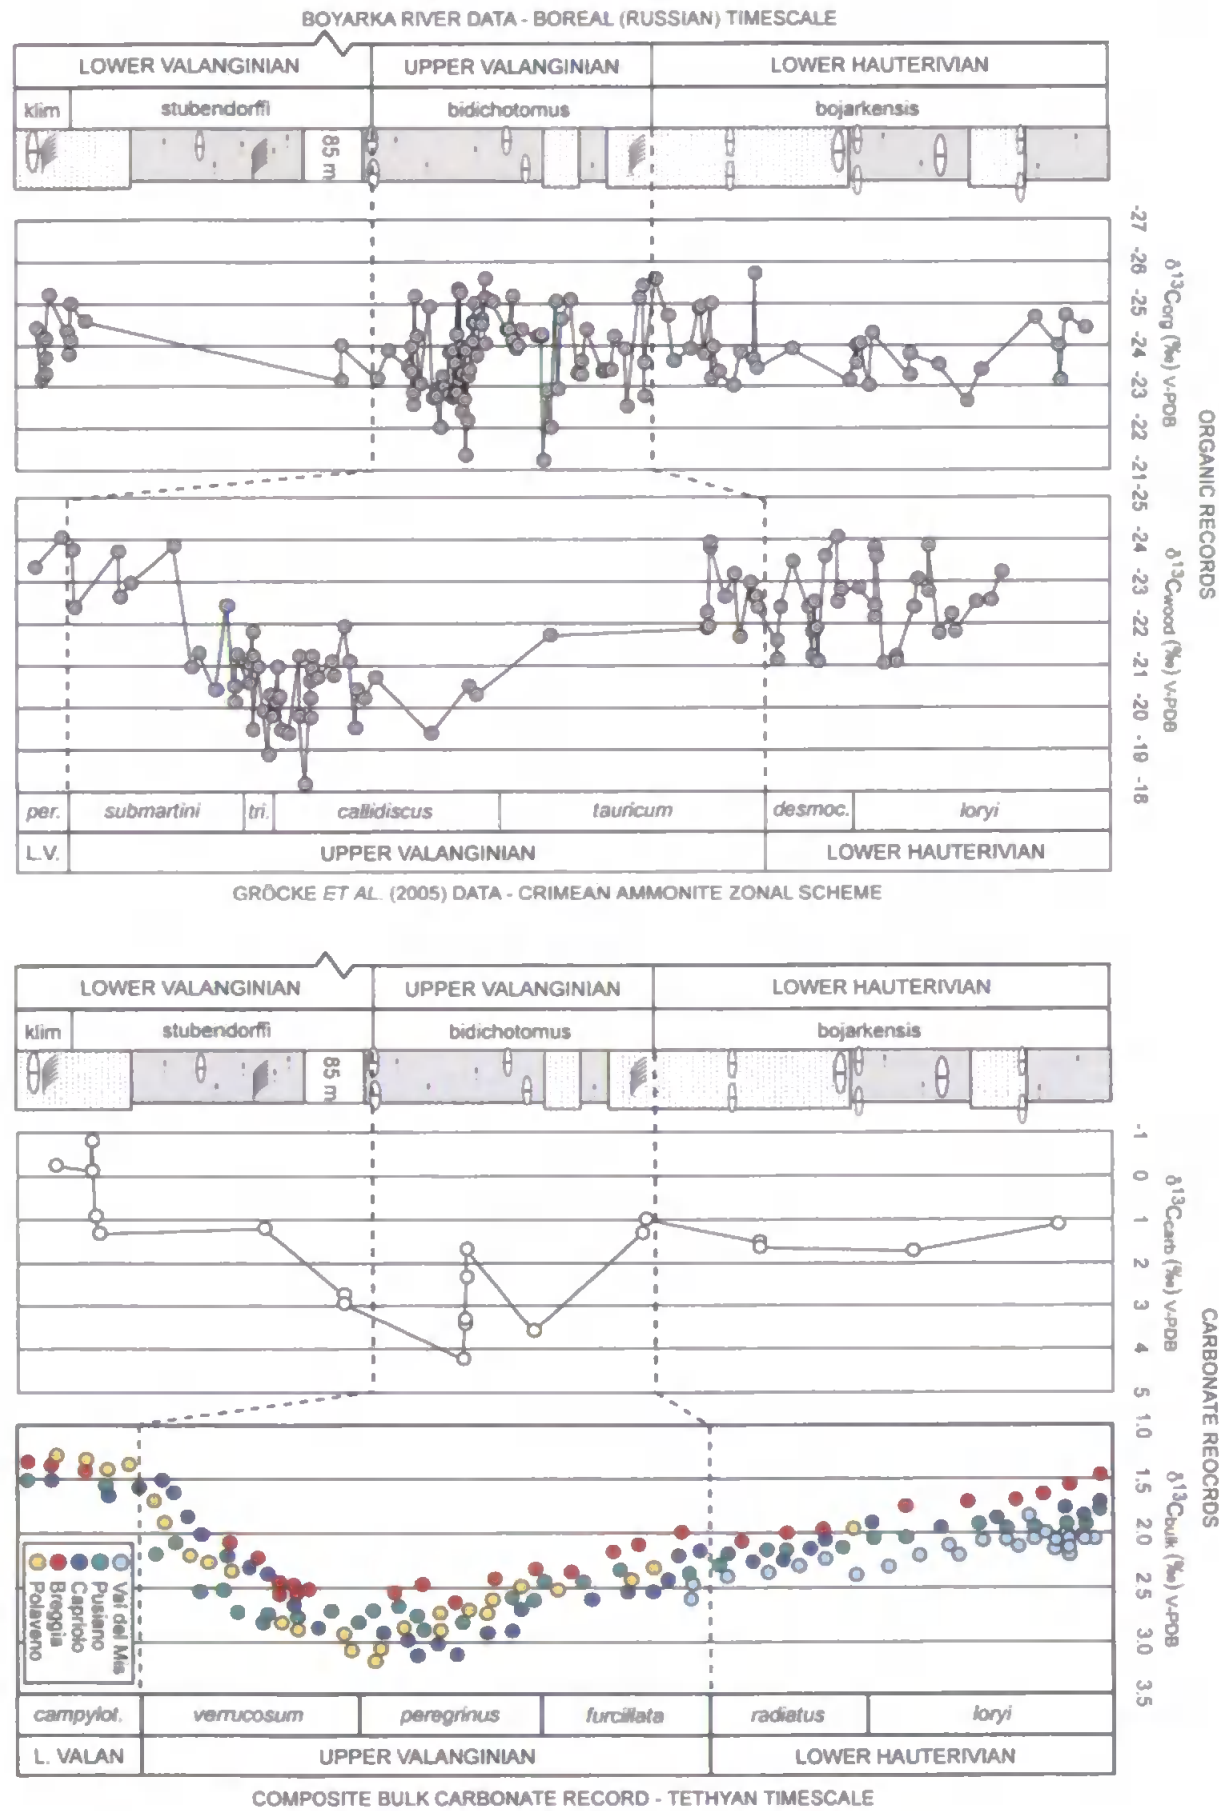 BOYARKA RIVER DATA - BOREAL (RUSSIAN) TIMESCALE
LOWER VALANGINIAN UPPER VALANGINIAN LOWER HAUTERIVIAN
klim stubendorffi bidichotomus bojarkensis
85 m
-27 -26 -25 -24 -23 -22 -21
δ13Corg (‰) V-PDB
-25 -24 -23 -22 -21 -20 -19 -18
δ13Cwood (‰) V-PDB
ORGANIC RECORDS
per. submartini tri. callidiscus tauricum desmoc. loryi
L.V. UPPER VALANGINIAN LOWER HAUTERIVIAN
GRÖCKE ET AL. (2005) DATA - CRIMEAN AMMONITE ZONAL SCHEME
LOWER VALANGINIAN UPPER VALANGINIAN LOWER HAUTERIVIAN
klim stubendorffi bidichotomus bojarkensis
85 m
-1 0 1 2 3 4 5
δ13Ccarb (‰) V-PDB
1.0 1.5 2.0 2.5 3.0 3.5
δ13Cbulk (‰) V-PDB
CARBONATE REOCRDS
Val del Mis
Pusiano
Capriolo
Breggia
Polaveno
campylot. verrucosum peregrinus furcillata radiatus loryi
L. VALAN UPPER VALANGINIAN LOWER HAUTERIVIAN
COMPOSITE BULK CARBONATE RECORD - TETHYAN TIMESCALE